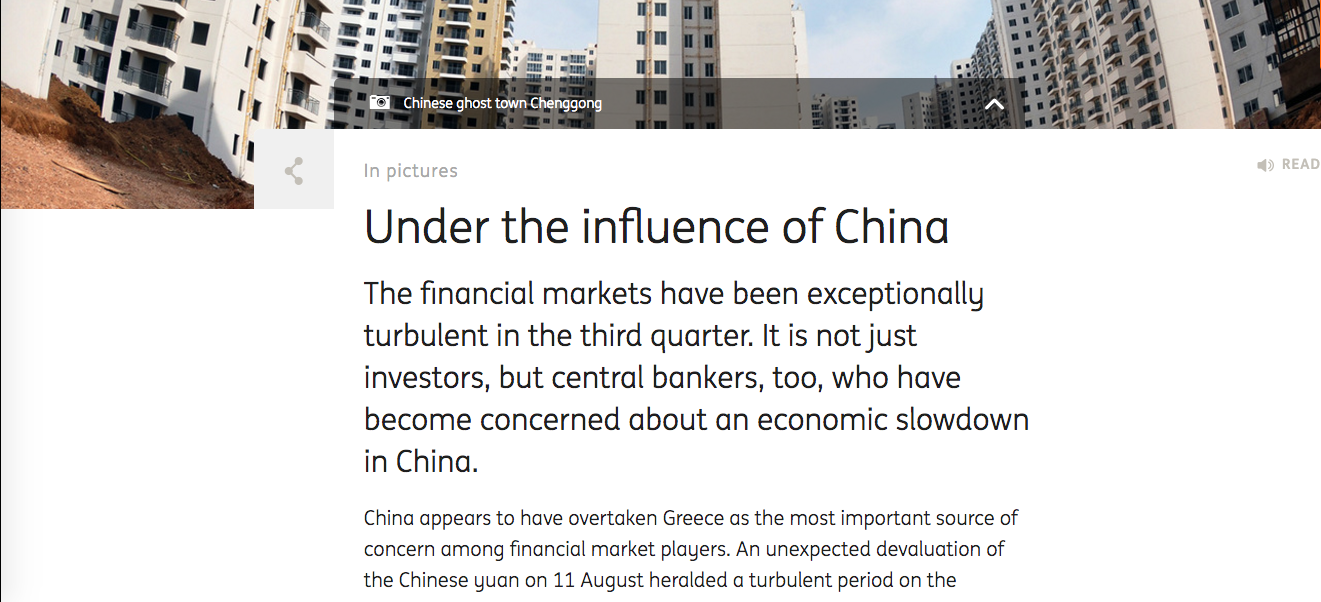 Chinese ghost town Chenggong
In pictures
READ
Under the influence of China
The financial markets have been exceptionally
turbulent in the third quarter. It is not just
investors, but central bankers, too, who have
become concerned about an economic slowdown
in China.
China appears to have overtaken Greece as the most important source of
concern among financial market players. An unexpected devaluation of
the Chinese yuan on 11 August heralded a turbulent period on the